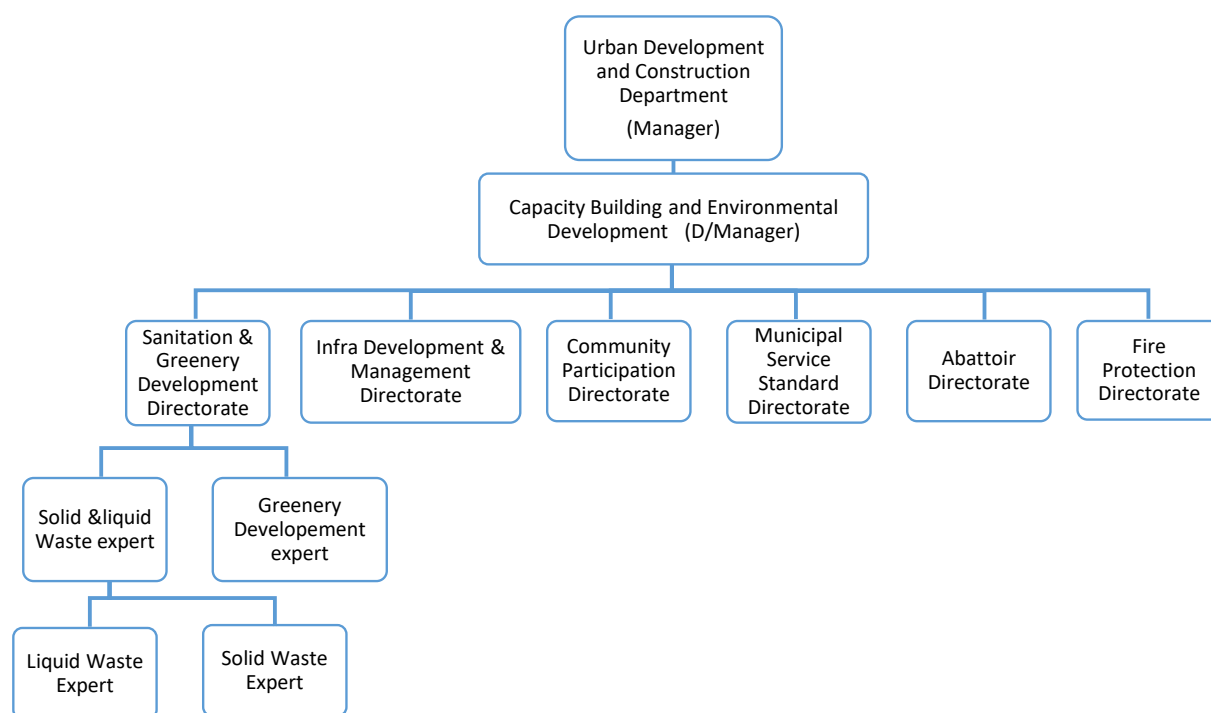 Urban Development
and Construction
Department
(Manager)
Capacity Building and Environmental
Development (D/Manager)
Sanitation &
Greenery
Development
Directorate
Infra Development &
Management
Directorate
Community
Participation
Directorate
Municipal
Service
Standard
Directorate
Abattoir
Directorate
Fire
Protection
Directorate
Solid &liquid
Waste expert
Greenery
Developement
expert
Liquid Waste
Expert
Solid Waste
Expert